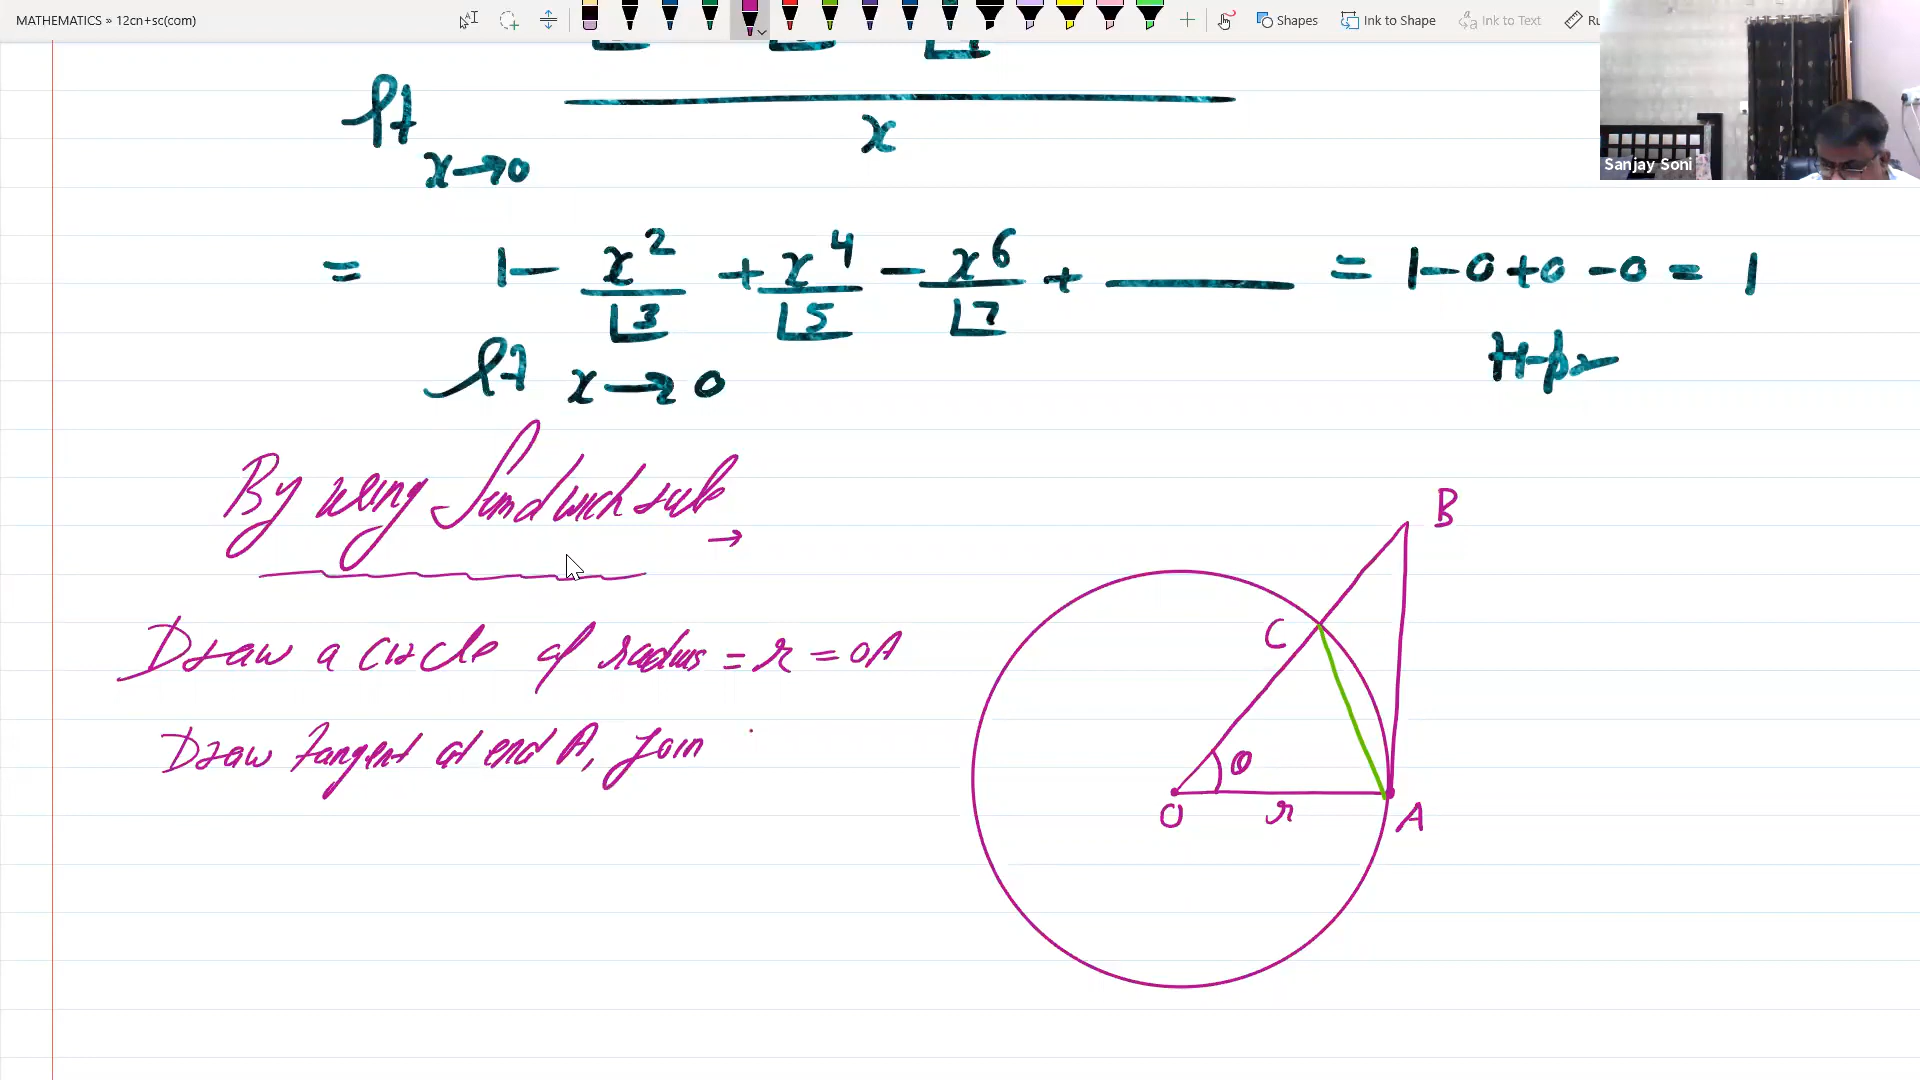 MATHEMATICS » 12cn+sc(com)
Shapes Ink to Shape Ink to Text Ru
Sanjay Soni
lt x→0 x
= 1 - x²/⌊3 + x⁴/⌊5 - x⁶/⌊7 + ——— = 1-0+0-0 = 1
lt x→0
H-pr
By using Sandwich rule →
Draw a circle of radius = r = OA
Draw tangent at end A, Join
B
C
θ
O r A